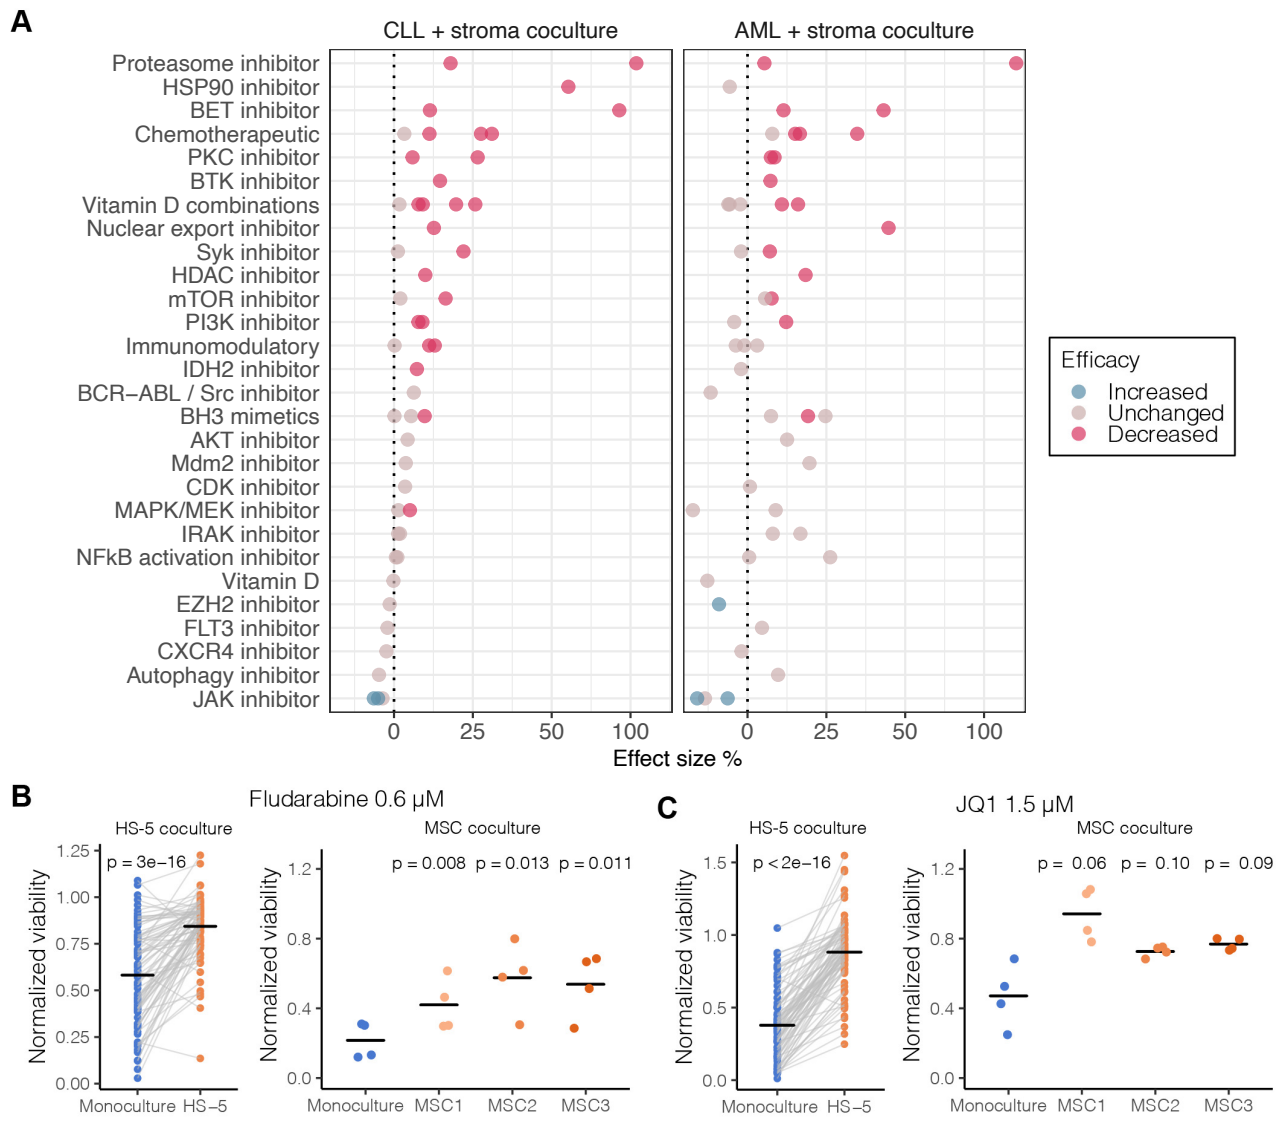 A
CLL + stroma coculture
AML + stroma coculture
Proteasome inhibitor
HSP90 inhibitor
BET inhibitor
Chemotherapeutic
PKC inhibitor
BTK inhibitor
Vitamin D combinations
Nuclear export inhibitor
Syk inhibitor
HDAC inhibitor
mTOR inhibitor
PI3K inhibitor
Immunomodulatory
IDH2 inhibitor
BCR−ABL / Src inhibitor
BH3 mimetics
AKT inhibitor
Mdm2 inhibitor
CDK inhibitor
MAPK/MEK inhibitor
IRAK inhibitor
NFkB activation inhibitor
Vitamin D
EZH2 inhibitor
FLT3 inhibitor
CXCR4 inhibitor
Autophagy inhibitor
JAK inhibitor
0 25 50 100 0 25 50 100
Effect size %
Efficacy
Increased
Unchanged
Decreased
B
Fludarabine 0.6 µM
HS-5 coculture
MSC coculture
p = 3e−16
p = 0.008 p = 0.013 p = 0.011
Normalized viability
1.25
1.00
0.75
0.50
0.25
0.00
Monoculture HS−5
Normalized viability
1.2
0.8
0.4
0.0
Monoculture MSC1 MSC2 MSC3
C
JQ1 1.5 µM
HS-5 coculture
MSC coculture
p < 2e−16
p = 0.06 p = 0.10 p = 0.09
Normalized viability
1.5
1.0
0.5
0.0
Monoculture HS−5
Normalized viability
1.2
0.8
0.4
0.0
Monoculture MSC1 MSC2 MSC3